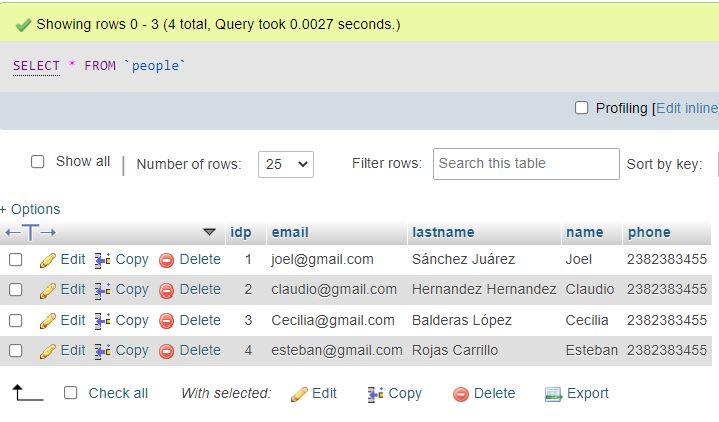 Showing rows 0 - 3 (4 total, Query took 0.0027 seconds.)
SELECT * FROM `people`
Profiling [Edit inline
Show all | Number of rows: 25 Filter rows: Search this table Sort by key:
+ Options
idp email lastname name phone
Edit Copy Delete 1 joel@gmail.com Sánchez Juárez Joel 2382383455
Edit Copy Delete 2 claudio@gmail.com Hernandez Hernandez Claudio 2382383455
Edit Copy Delete 3 Cecilia@gmail.com Balderas López Cecilia 2382383455
Edit Copy Delete 4 esteban@gmail.com Rojas Carrillo Esteban 2382383455
Check all With selected: Edit Copy Delete Export